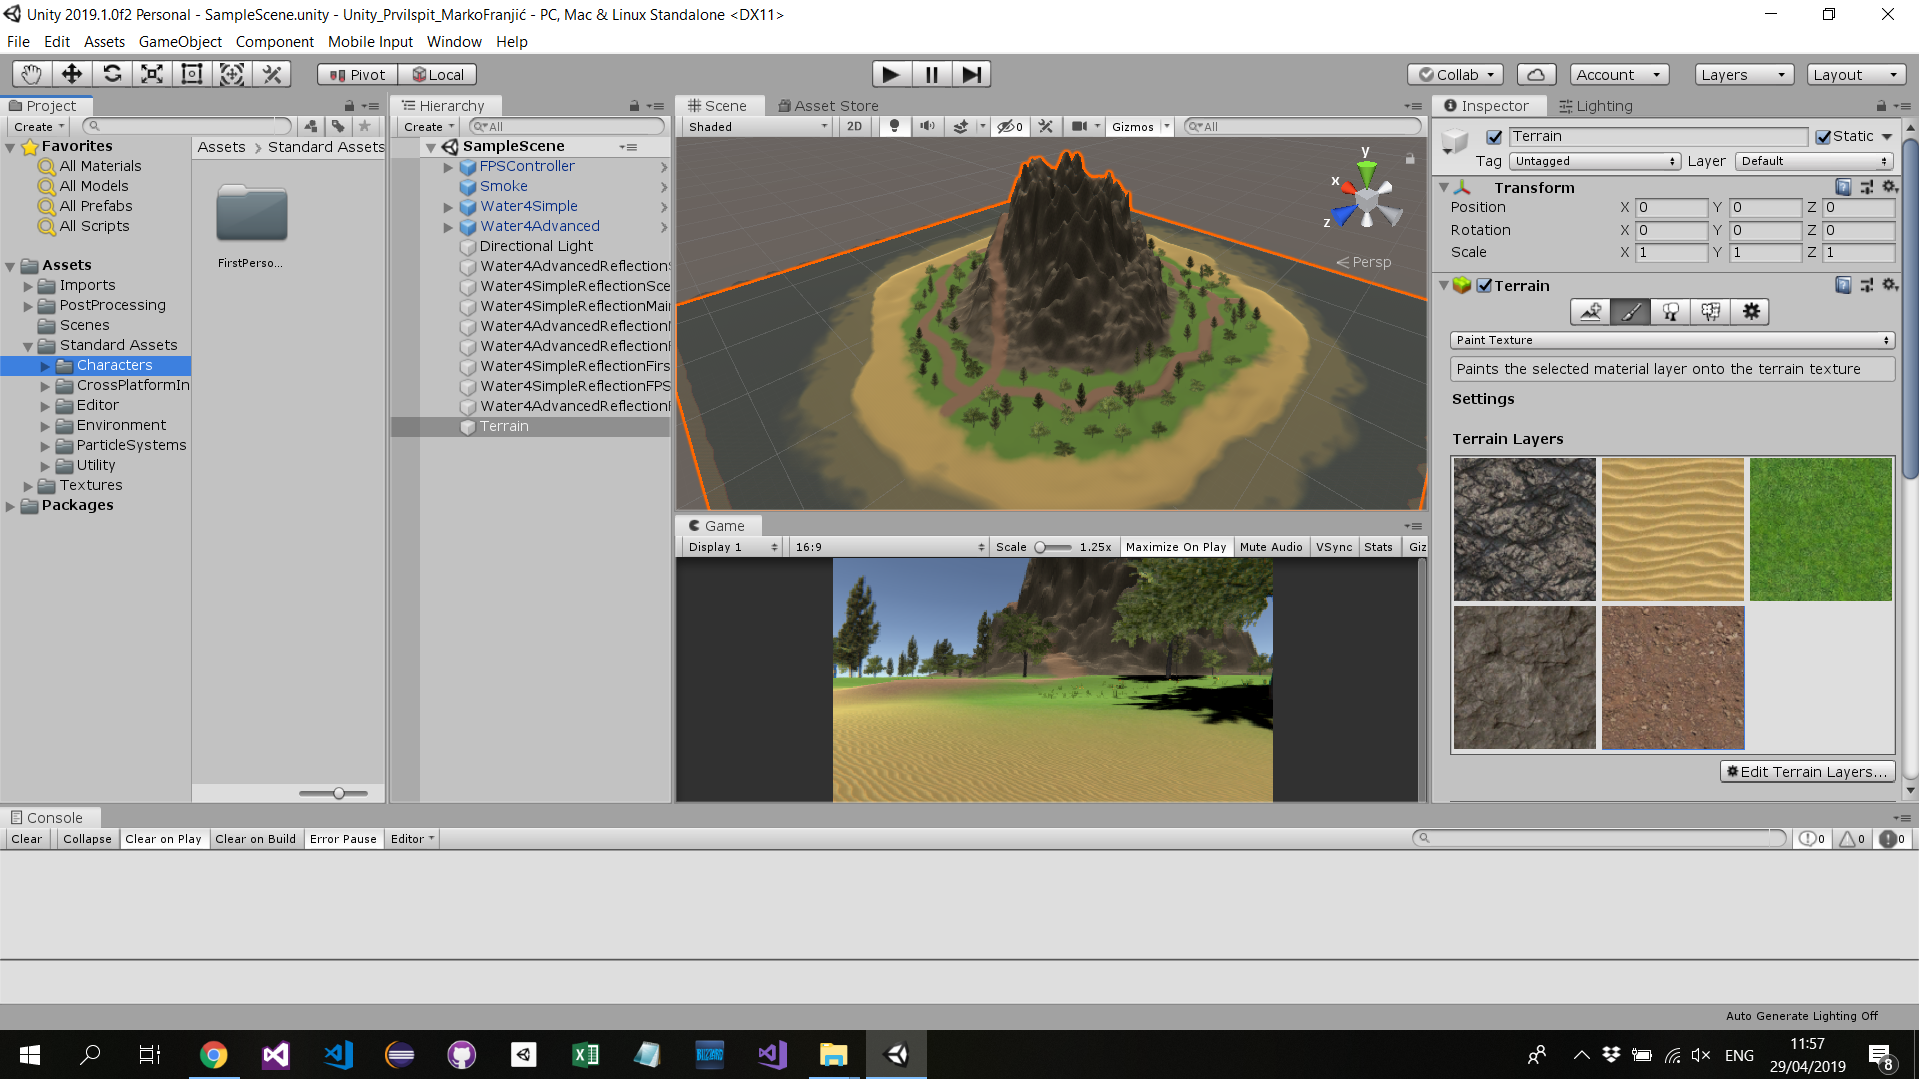 Unity 2019.1.0f2 Personal - SampleScene.unity - Unity_PrviIspit_MarkoFranjić - PC, Mac & Linux Standalone <DX11>
File Edit Assets GameObject Component Mobile Input Window Help
Pivot Local Collab Account Layers Layout
Project
Create
Favorites
All Materials
All Models
All Prefabs
All Scripts
Assets
Imports
PostProcessing
Scenes
Standard Assets
Characters
CrossPlatformIn
Editor
Environment
ParticleSystems
Utility
Textures
Packages
Assets > Standard Assets
FirstPerso...
Hierarchy
Create All
SampleScene
FPSController
Smoke
Water4Simple
Water4Advanced
Directional Light
Water4AdvancedReflection
Water4SimpleReflectionSce
Water4SimpleReflectionMai
Water4AdvancedReflection
Water4AdvancedReflection
Water4SimpleReflectionFirs
Water4SimpleReflectionFPS
Water4AdvancedReflection
Terrain
Scene Asset Store
Shaded 2D 0 Gizmos All
y
x
z
Persp
Game
Display 1 16:9 Scale 1.25x Maximize On Play Mute Audio VSync Stats Giz
Inspector Lighting
Terrain Static
Tag Untagged Layer Default
Transform
Position X 0 Y 0 Z 0
Rotation X 0 Y 0 Z 0
Scale X 1 Y 1 Z 1
Terrain
Paint Texture
Paints the selected material layer onto the terrain texture
Settings
Terrain Layers
Edit Terrain Layers...
Console
Clear Collapse Clear on Play Clear on Build Error Pause Editor 0 0 0
Auto Generate Lighting Off
BLIZZARD
ENG
11:57
29/04/2019
8